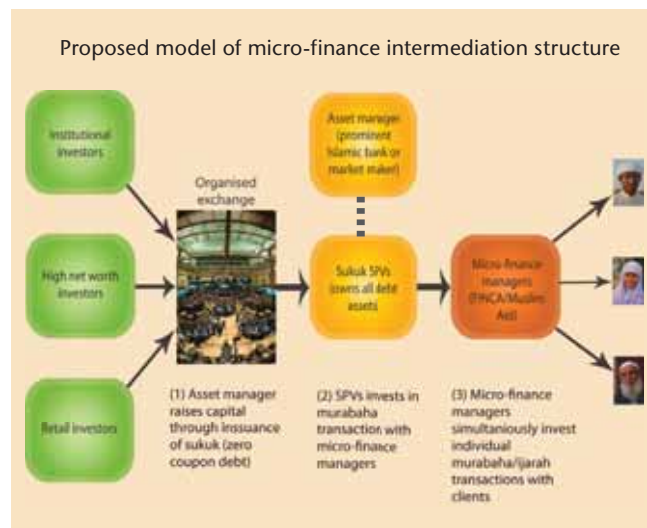 Proposed model of micro-finance intermediation structure
Institutional
investors
Asset manager
(prominent
Islamic bank or
market maker)
Organised
exchange
High net worth
investors
Sukuk SPVs
(owns all debt
assets
Micro-finance
managers
(FINCA/Muslim
Aid)
Retail investors
(1) Asset manager
raises capital
through inssuance
of sukuk (zero
coupon debt)
(2) SPVs invests in
murabaha
transaction with
micro-finance
managers
(3) Micro-finance
managers
simultaniously invest
individual
murabaha/ijarah
transactions with
clients